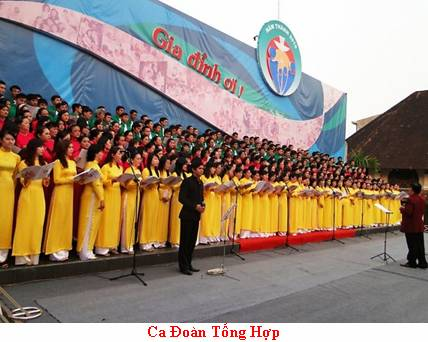 Gia đình ơi !
Ca Đoàn Tổng Hợp